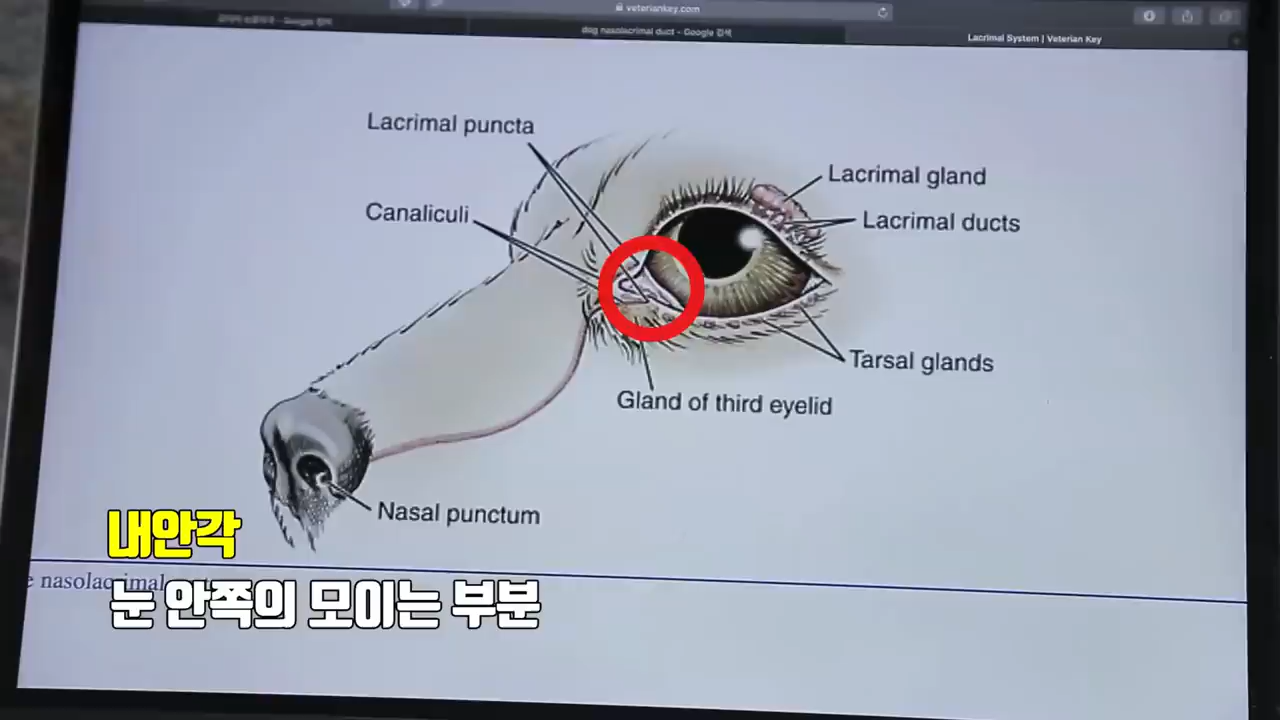 veteriankey.com
dog nasolacrimal duct - Google 검색
Lacrimal System | Veterian Key
Lacrimal puncta
Lacrimal gland
Canaliculi
Lacrimal ducts
Tarsal glands
Gland of third eyelid
Nasal punctum
내안각
e nasolacrimal
눈 안쪽의 모이는 부분